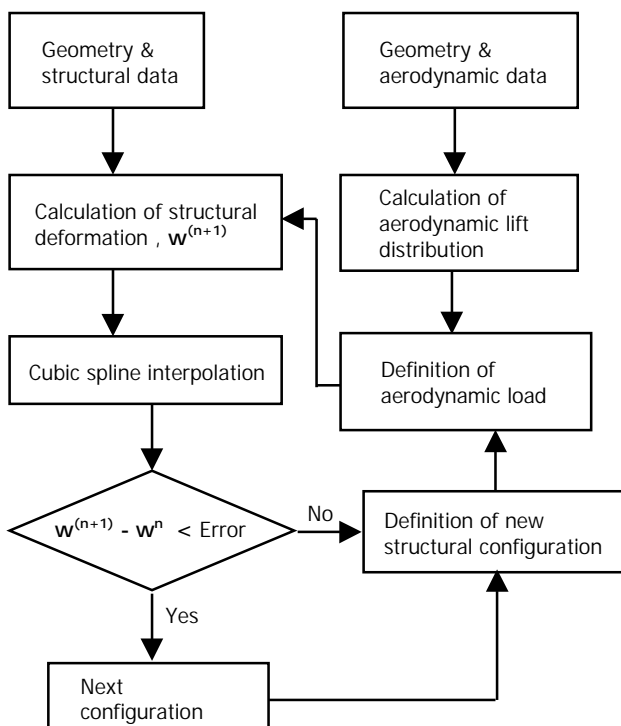 Geometry &
structural data
Geometry &
aerodynamic data
Calculation of structural
deformation , w^(n+1)
Calculation of
aerodynamic lift
distribution
Cubic spline interpolation
Definition of
aerodynamic load
w^(n+1) - w^n < Error
No
Definition of new
structural configuration
Yes
Next
configuration